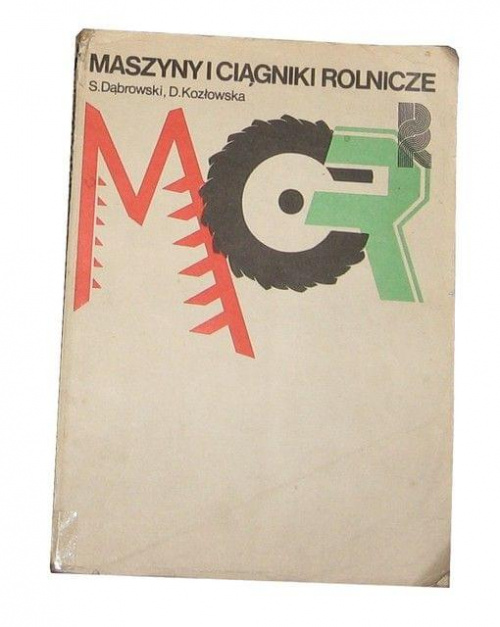 MASZYNY I CIĄGNIKI ROLNICZE
S. Dąbrowski, D. Kozłowska
MCR